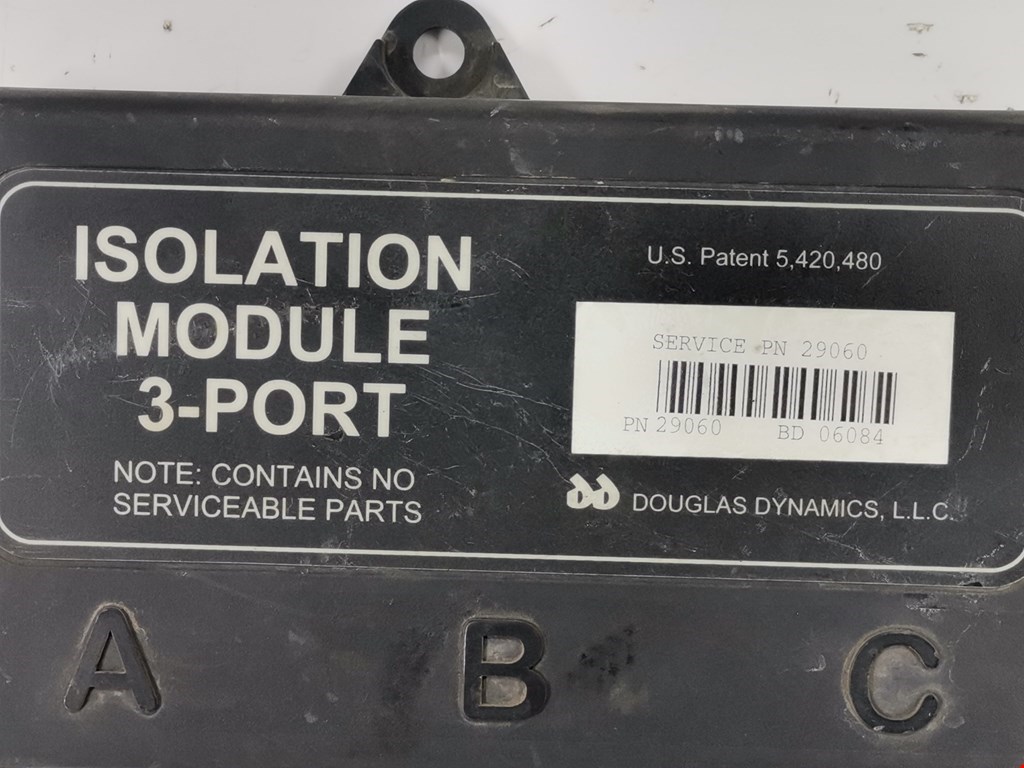 ISOLATION
MODULE
3-PORT
NOTE: CONTAINS NO
SERVICEABLE PARTS
U.S. Patent 5,420,480
SERVICE PN 29060
PN 29060 BD 06084
DOUGLAS DYNAMICS, L.L.C.
A B C